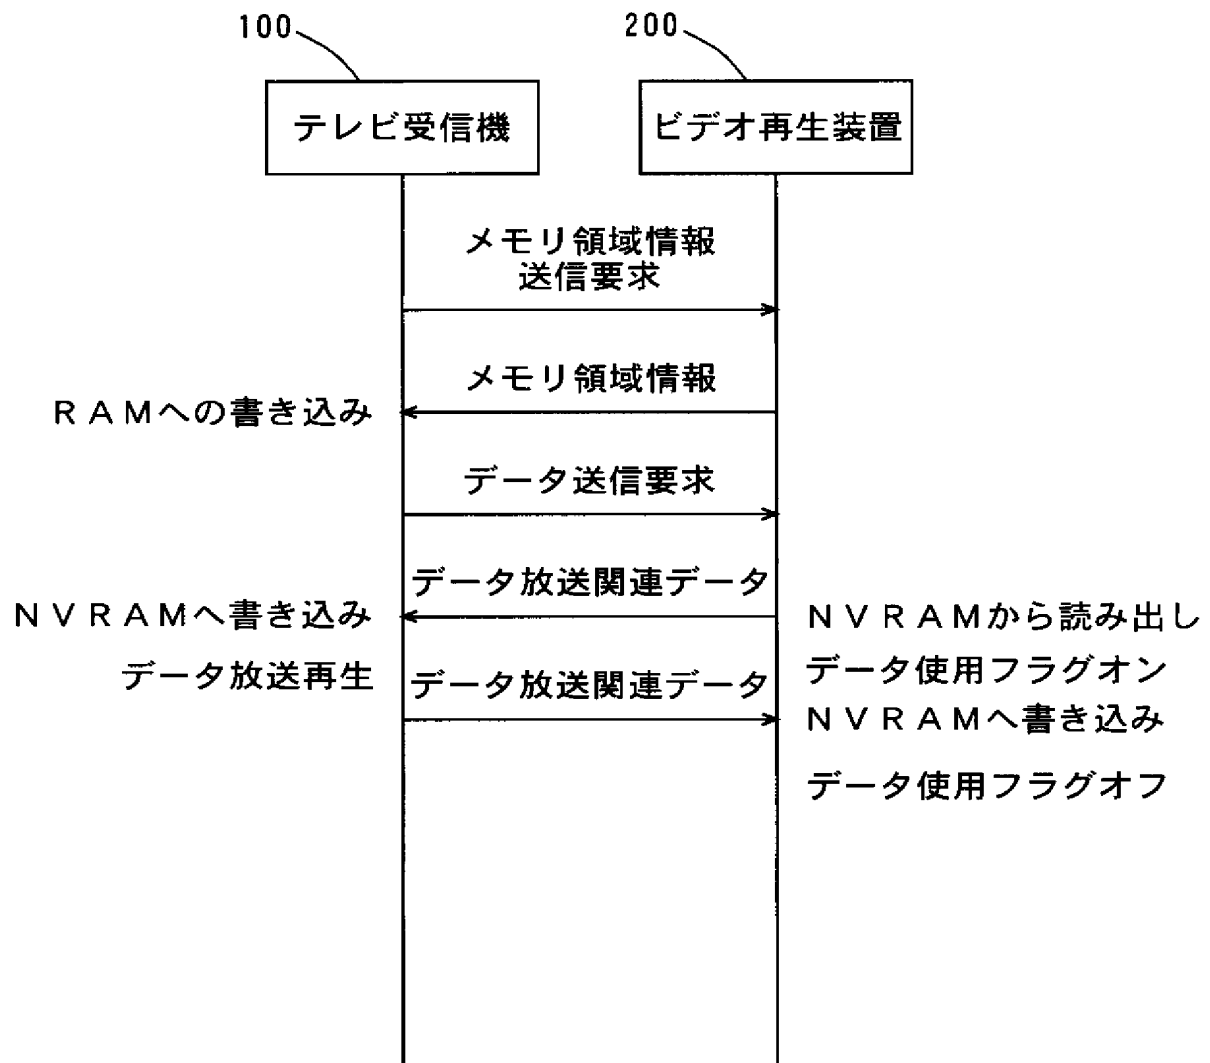 100
200
テレビ受信機
ビデオ再生装置
メモリ領域情報
送信要求
メモリ領域情報
ＲＡＭへの書き込み
データ送信要求
データ放送関連データ
ＮＶＲＡＭへ書き込み
ＮＶＲＡＭから読み出し
データ放送再生
データ放送関連データ
データ使用フラグオン
ＮＶＲＡＭへ書き込み
データ使用フラグオフ